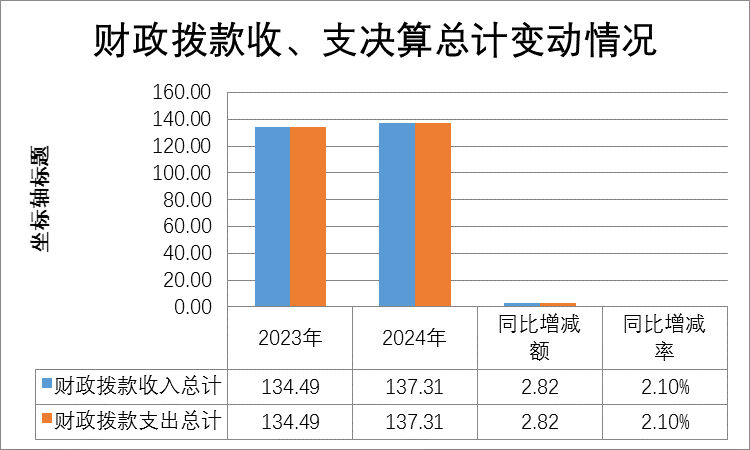 财政拨款收、支决算总计变动情况
坐标轴标题
160.00
140.00
120.00
100.00
80.00
60.00
40.00
20.00
0.00
2023年 2024年 同比增减额 同比增减率
财政拨款收入总计 134.49 137.31 2.82 2.10%
财政拨款支出总计 134.49 137.31 2.82 2.10%